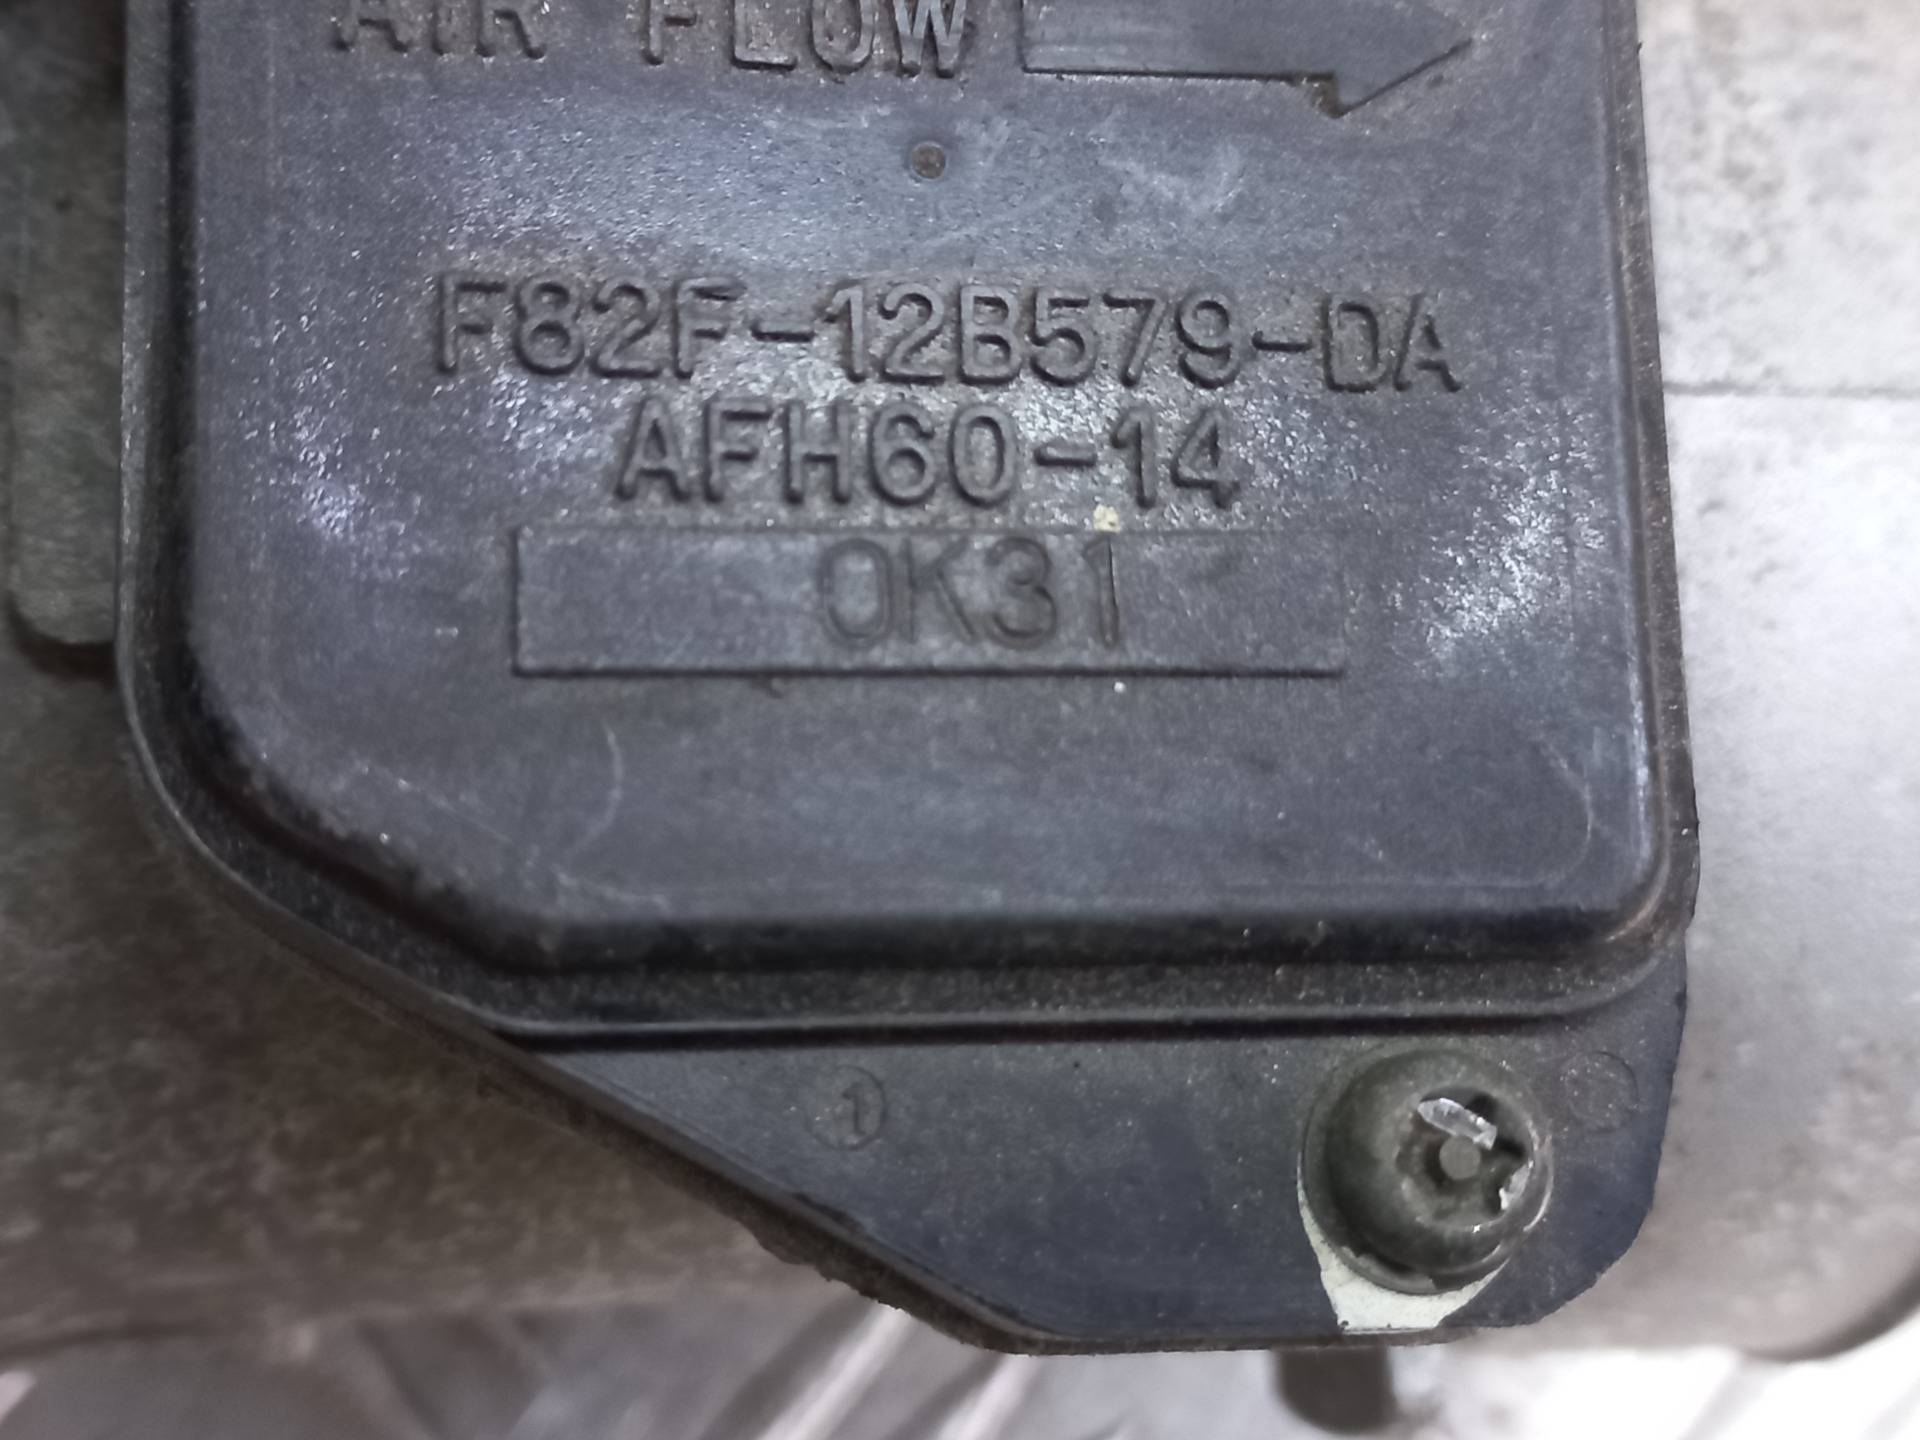 AIR FLOW
F82F-12B579-DA
AFH60-14
0K31
1